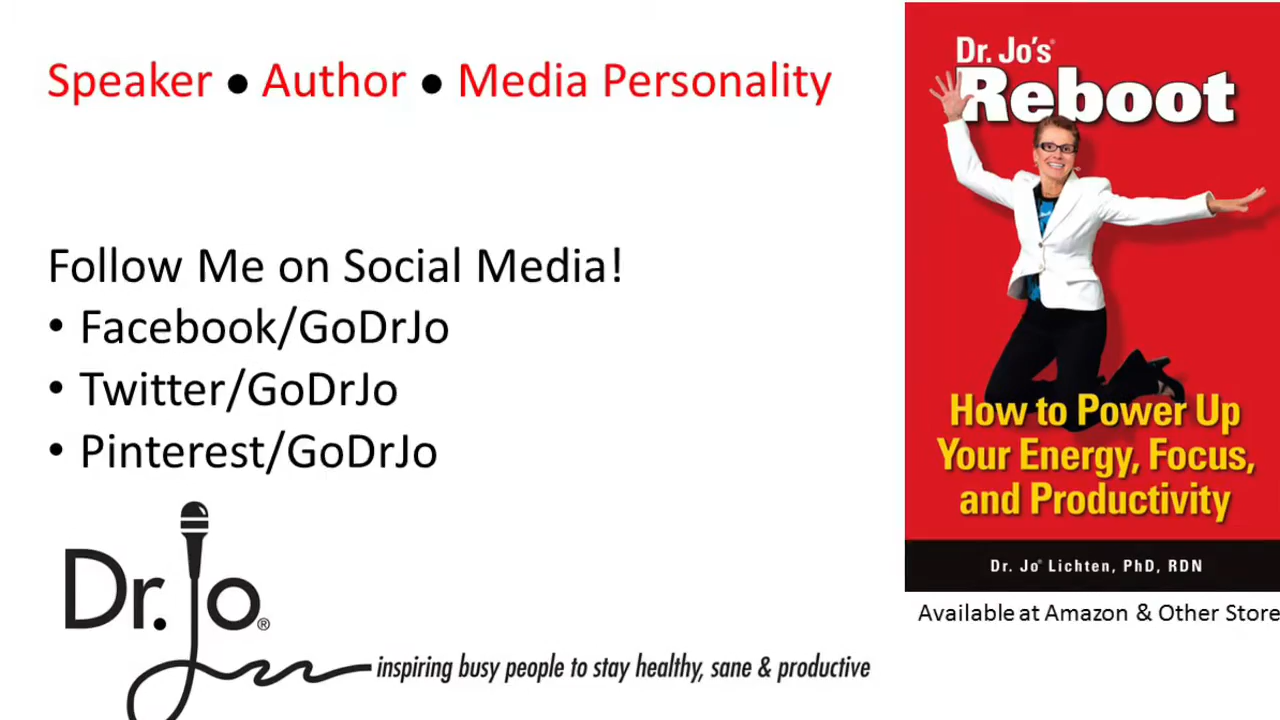 Speaker ● Author ● Media Personality
Follow Me on Social Media!
• Facebook/GoDrJo
• Twitter/GoDrJo
• Pinterest/GoDrJo
Dr. Jo®
inspiring busy people to stay healthy, sane & productive
Dr. Jo's®
Reboot
How to Power Up
Your Energy, Focus,
and Productivity
Dr. Jo® Lichten, PhD, RDN
Available at Amazon & Other Store